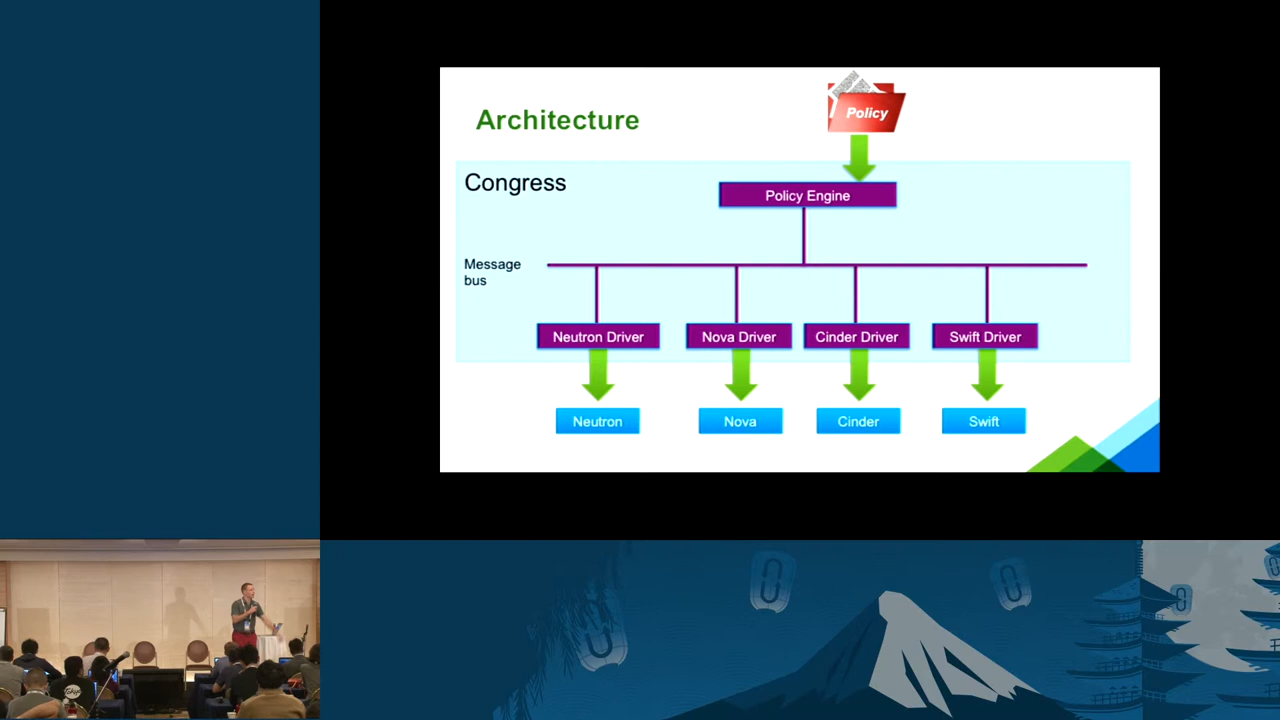 Policy
Architecture
Congress
Policy Engine
Message
bus
Neutron Driver
Nova Driver
Cinder Driver
Swift Driver
Neutron
Nova
Cinder
Swift